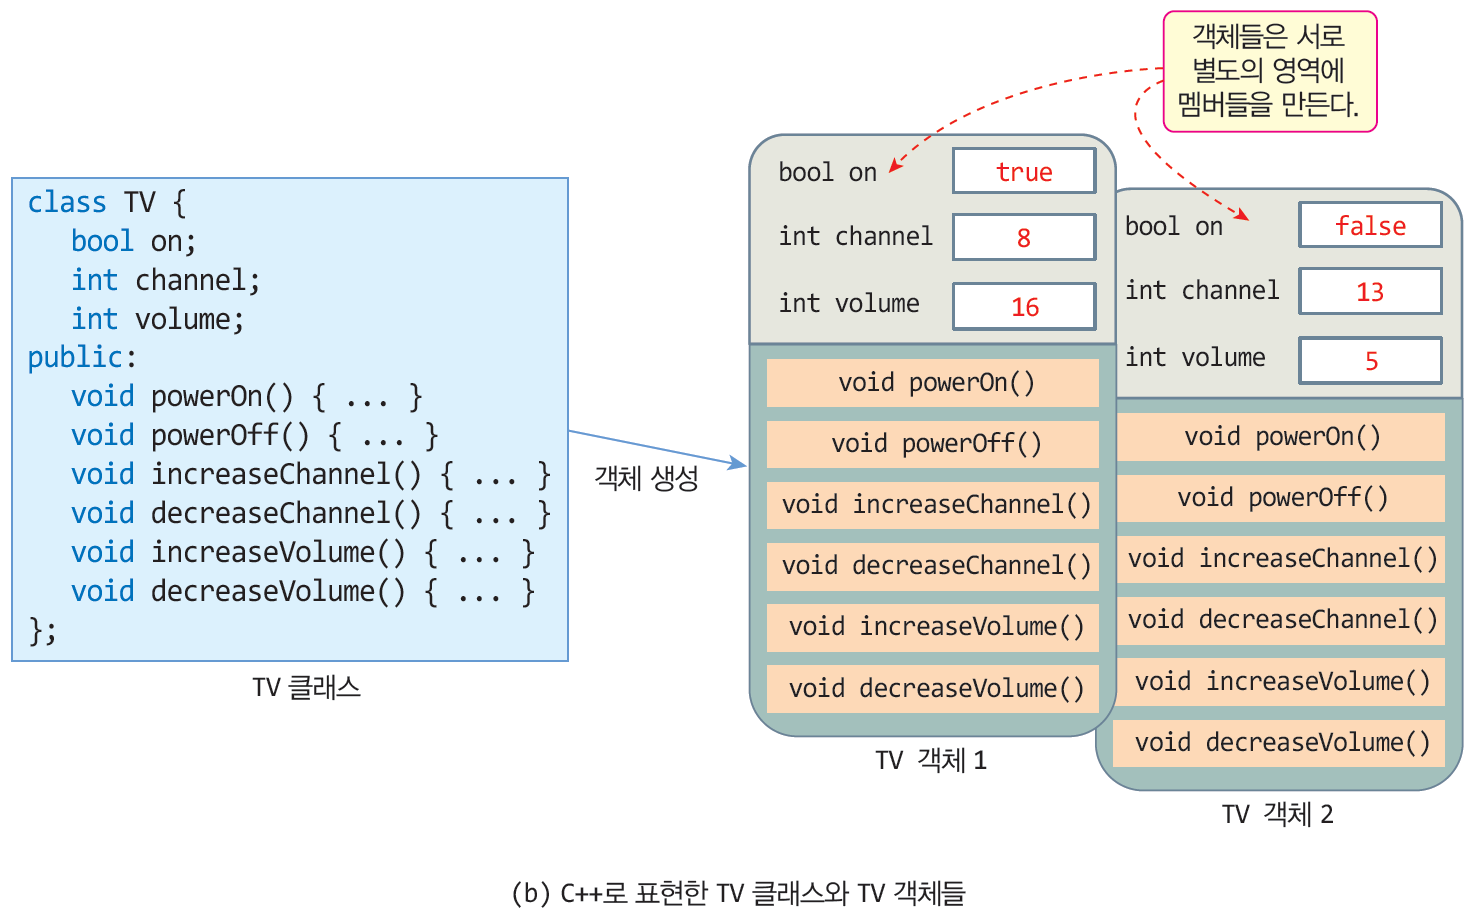 객체들은 서로
별도의 영역에
멤버들을 만든다.
class TV {
bool on;
int channel;
int volume;
public:
void powerOn() { ... }
void powerOff() { ... }
void increaseChannel() { ... }
void decreaseChannel() { ... }
void increaseVolume() { ... }
void decreaseVolume() { ... }
};
TV 클래스
객체 생성
bool on true
int channel 8
int volume 16
void powerOn()
void powerOff()
void increaseChannel()
void decreaseChannel()
void increaseVolume()
void decreaseVolume()
TV 객체 1
bool on false
int channel 13
int volume 5
void powerOn()
void powerOff()
void increaseChannel()
void decreaseChannel()
void increaseVolume()
void decreaseVolume()
TV 객체 2
(b) C++로 표현한 TV 클래스와 TV 객체들